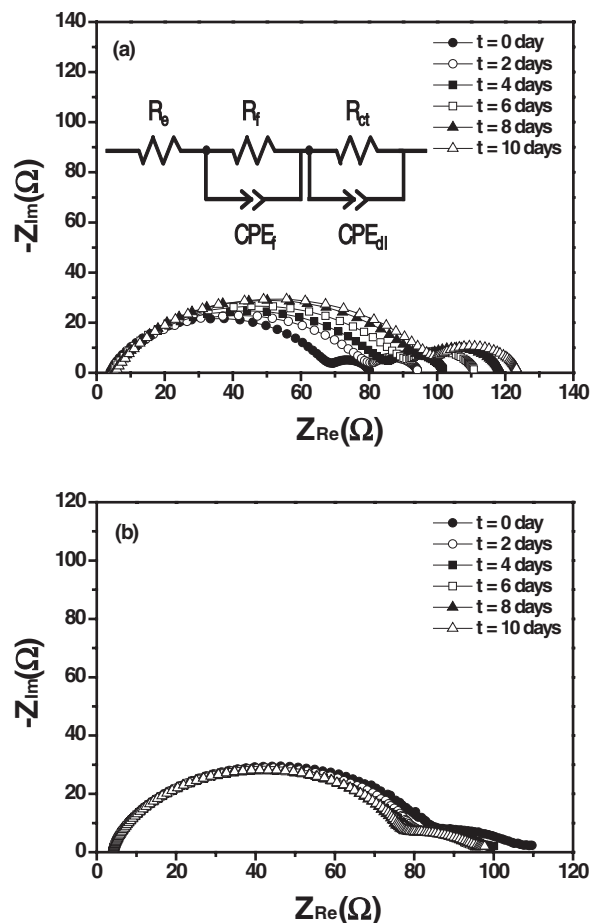 (a)
t = 0 day
t = 2 days
t = 4 days
t = 6 days
t = 8 days
t = 10 days
Re
Rf
Rct
CPEf
CPEdl
-ZIm(Ω)
140
120
100
80
60
40
20
0
0 20 40 60 80 100 120 140
ZRe(Ω)
(b)
t = 0 day
t = 2 days
t = 4 days
t = 6 days
t = 8 days
t = 10 days
-ZIm(Ω)
120
100
80
60
40
20
0
0 20 40 60 80 100 120
ZRe(Ω)